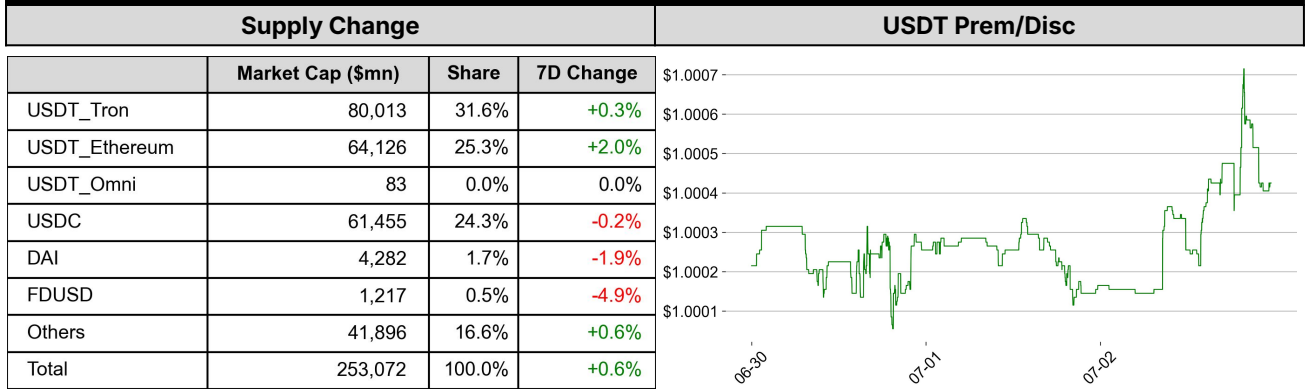 Supply Change
USDT Prem/Disc
Market Cap ($mn) Share 7D Change
USDT_Tron 80,013 31.6% +0.3%
USDT_Ethereum 64,126 25.3% +2.0%
USDT_Omni 83 0.0% 0.0%
USDC 61,455 24.3% -0.2%
DAI 4,282 1.7% -1.9%
FDUSD 1,217 0.5% -4.9%
Others 41,896 16.6% +0.6%
Total 253,072 100.0% +0.6%
$1.0007
$1.0006
$1.0005
$1.0004
$1.0003
$1.0002
$1.0001
06-30
07-01
07-02